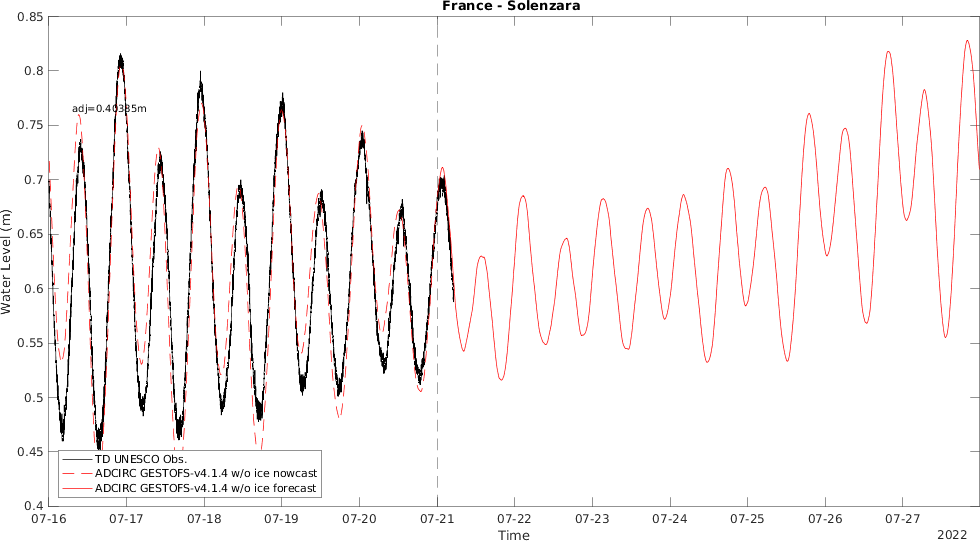 France - Solenzara
0.85
0.8
0.75
0.7
0.65
0.6
0.55
0.5
0.45
0.4
Water Level (m)
adj=0.40335m
TD UNESCO Obs.
ADCIRC GESTOFS-v4.1.4 w/o ice nowcast
ADCIRC GESTOFS-v4.1.4 w/o ice forecast
07-16 07-17 07-18 07-19 07-20 07-21 07-22 07-23 07-24 07-25 07-26 07-27
Time
2022